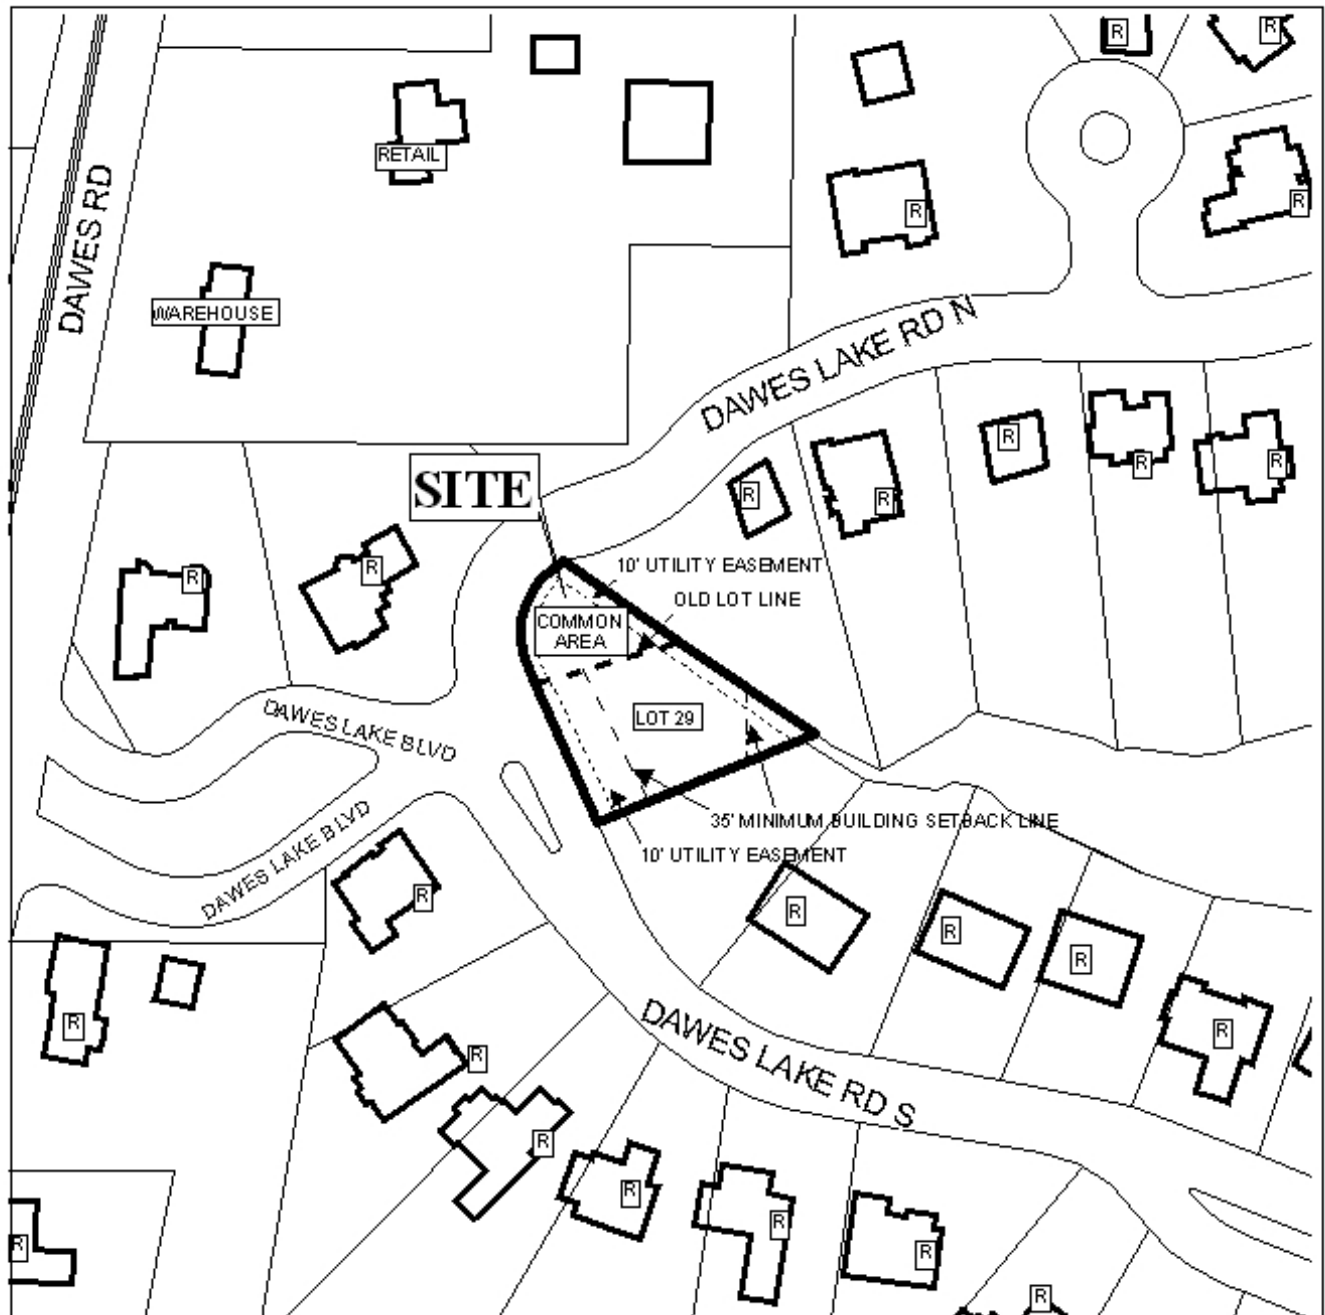 R
R
RETAIL
DAWES RD
R
R
WAREHOUSE
DAWES LAKE RD N
R
R
R
R
R
SITE
10' UTILITY EASEMENT
R
R
OLD LOT LINE
COMMON
AREA
LOT 29
DAWES LAKE BLVD
35' MINIMUM BUILDING SETBACK LINE
10' UTILITY EASEMENT
DAWES LAKE BLVD
R
R
R
R
R
DAWES LAKE RD S
R
R
R
R
R
R
R
R
R